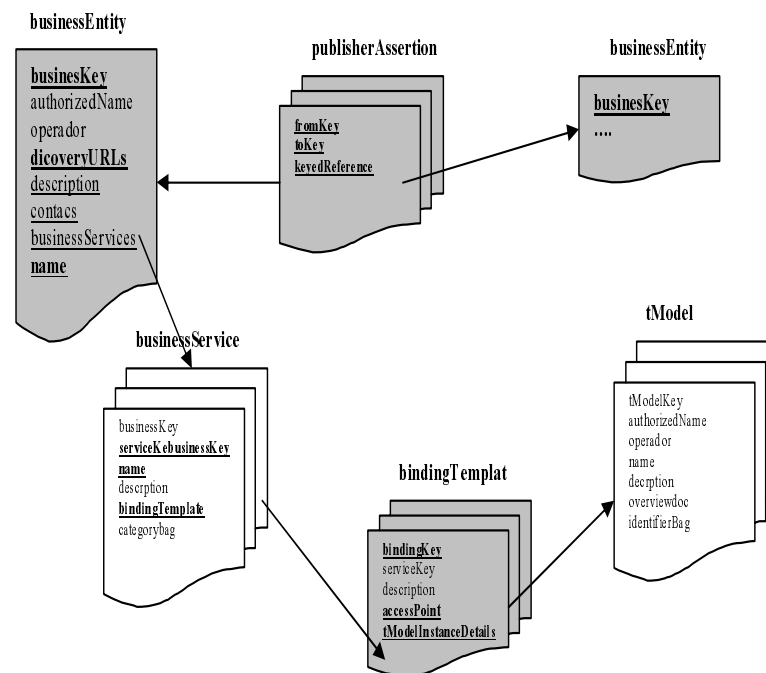 businessEntity
businesKey
authorizedName
operador
dicoveryURLs
description
contacs
businessServices
name
publisherAssertion
fromKey
toKey
keyedReference
businessEntity
businesKey
....
businessService
businessKey
serviceKebusinessKey
name
descrption
bindingTemplate
categorybag
bindingTemplat
bindingKey
serviceKey
description
accessPoint
tModelInstanceDetails
tModel
tModelKey
authorizedName
operador
name
decrption
overviewdoc
identifierBag